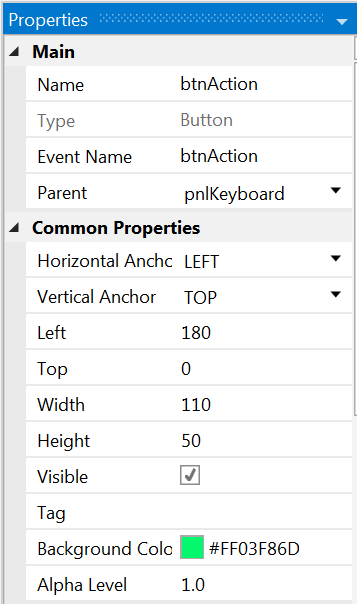 Properties
Main
Name btnAction
Type Button
Event Name btnAction
Parent pnlKeyboard
Common Properties
Horizontal Anchc LEFT
Vertical Anchor TOP
Left 180
Top 0
Width 110
Height 50
Visible
Tag
Background Colo #FF03F86D
Alpha Level 1.0